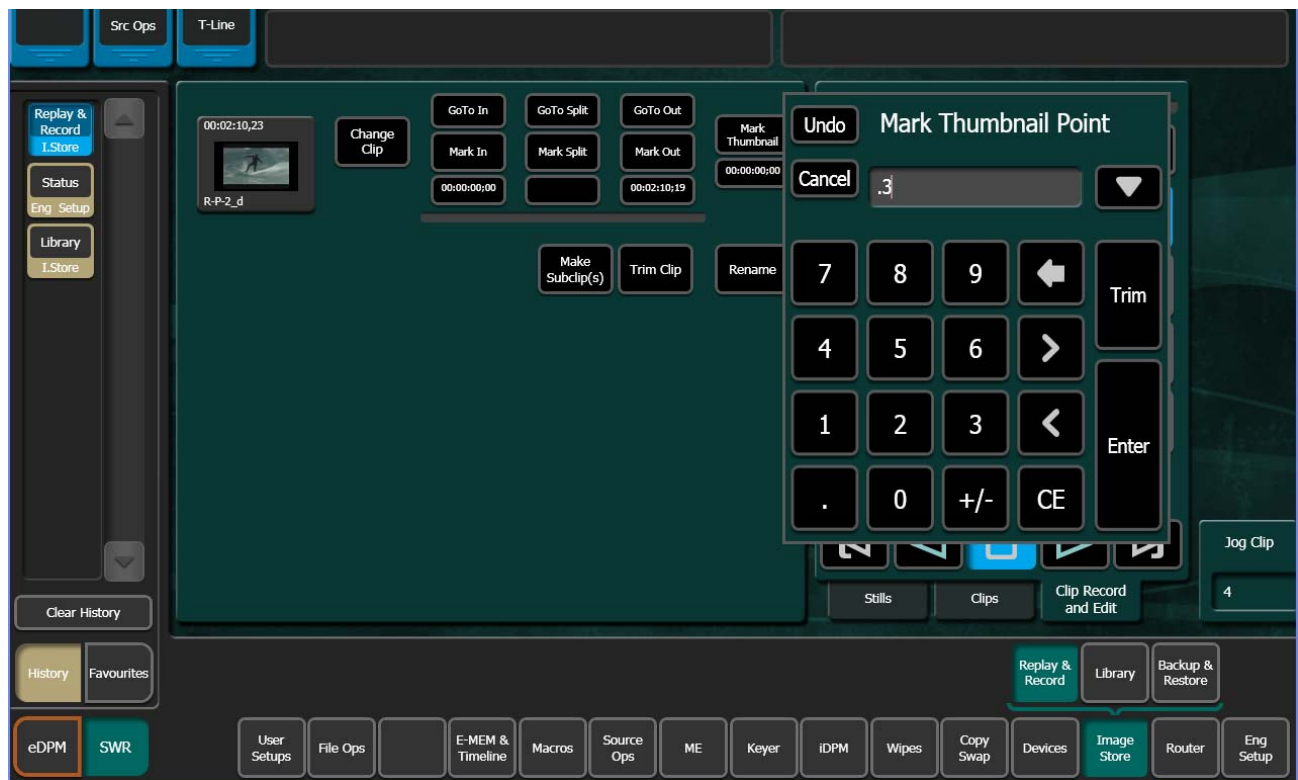 Src Ops
T-Line
Replay &
Record
I.Store
Status
Eng Setup
Library
I.Store
Clear History
History
Favourites
00:02:10,23
R-P-2_d
Change
Clip
GoTo In
GoTo Split
GoTo Out
Mark In
Mark Split
Mark Out
Mark
Thumbnail
00:00:00;00
00:02:10;19
00:00:00;00
Make
Subclip(s)
Trim Clip
Rename
Undo
Mark Thumbnail Point
Cancel
.3
7
8
9
Trim
4
5
6
>
1
2
3
<
Enter
.
0
+/-
CE
Jog Clip
4
Stills
Clips
Clip Record
and Edit
Replay &
Record
Library
Backup &
Restore
eDPM
SWR
User
Setups
File Ops
E-MEM &
Timeline
Macros
Source
Ops
ME
Keyer
iDPM
Wipes
Copy
Swap
Devices
Image
Store
Router
Eng
Setup